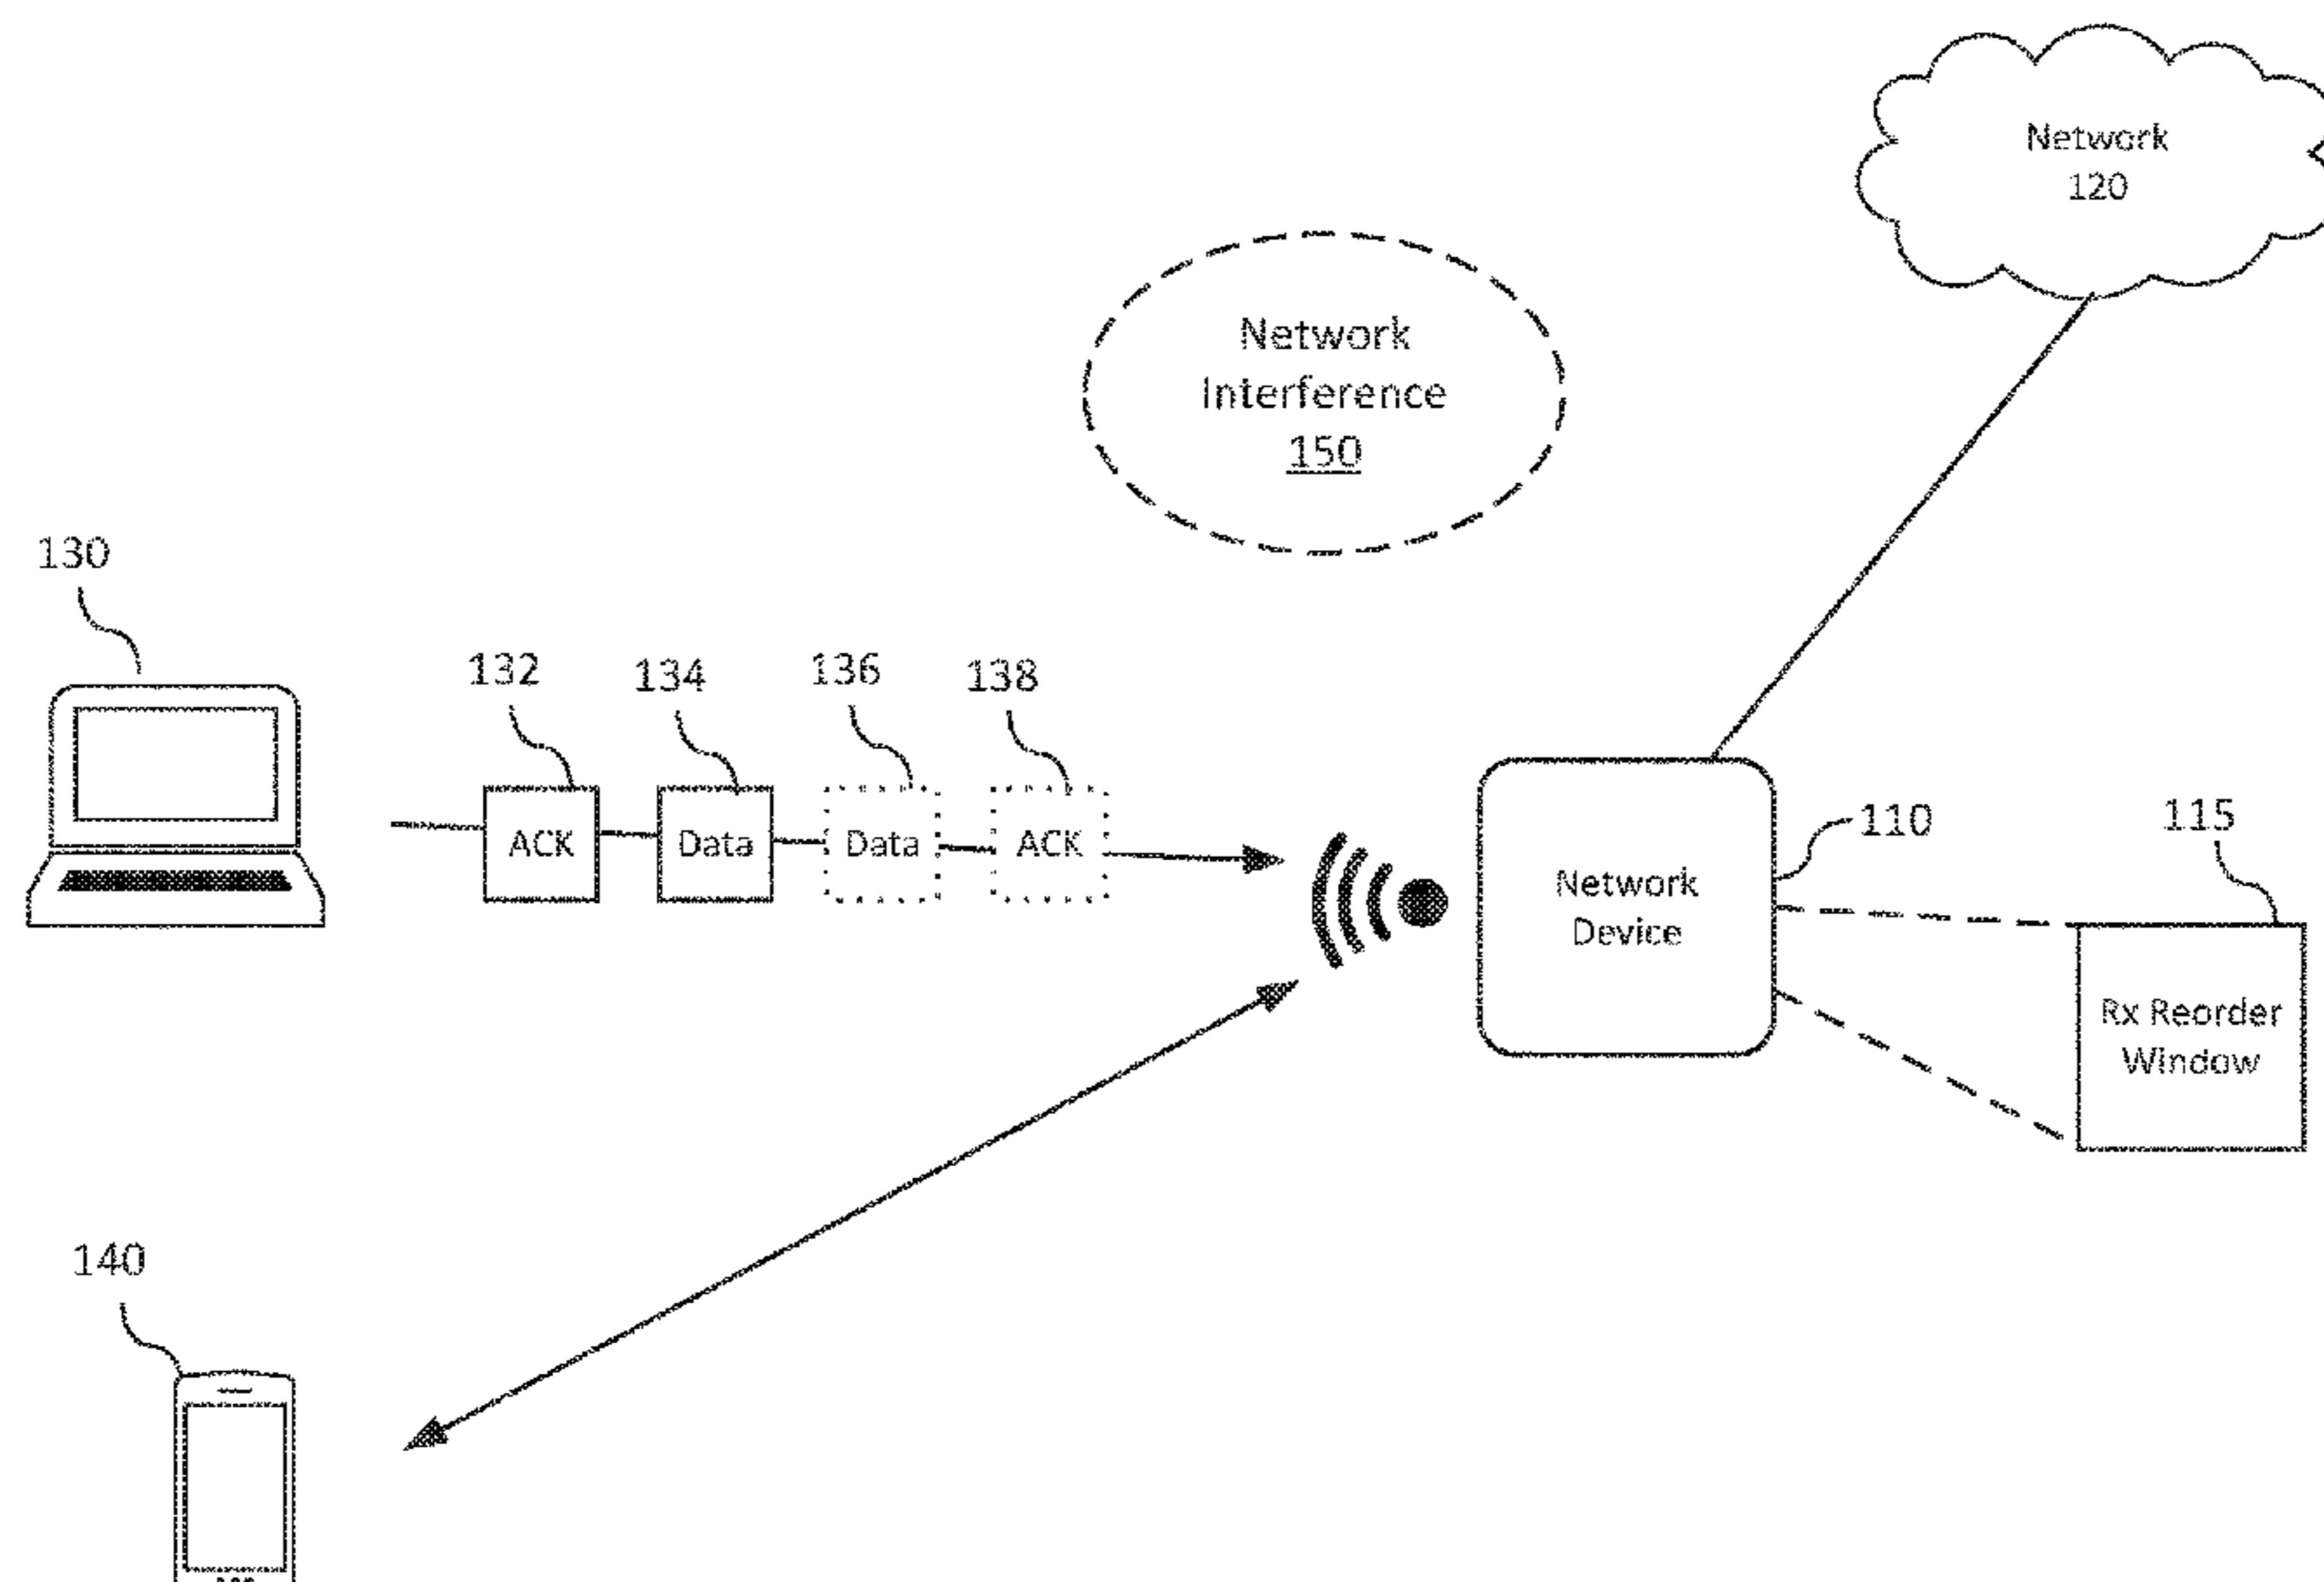 Network
120
Network
Interference
150
130
132
134
136
138
ACK
Data
Data
ACK
Network
Device
110
115
Rx Reorder
Window
140